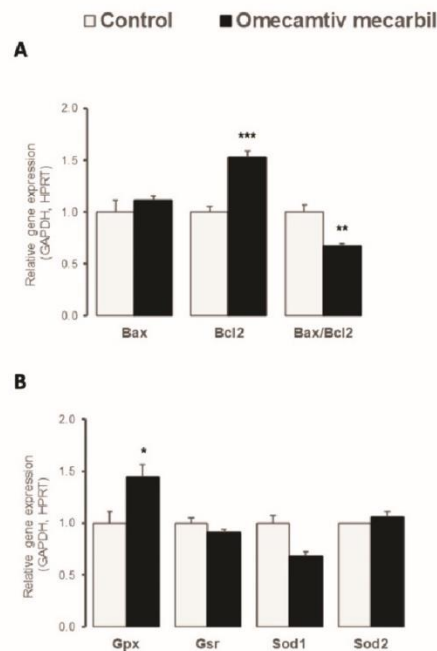 Control Omecamtiv mecarbil
A
Relative gene expression
(GAPDH, HPRT)
2.0
1.5
1.0
0.5
0.0
***
**
Bax Bcl2 Bax/Bcl2
B
Relative gene expression
(GAPDH, HPRT)
2.0
1.5
1.0
0.5
0.0
*
Gpx Gsr Sod1 Sod2